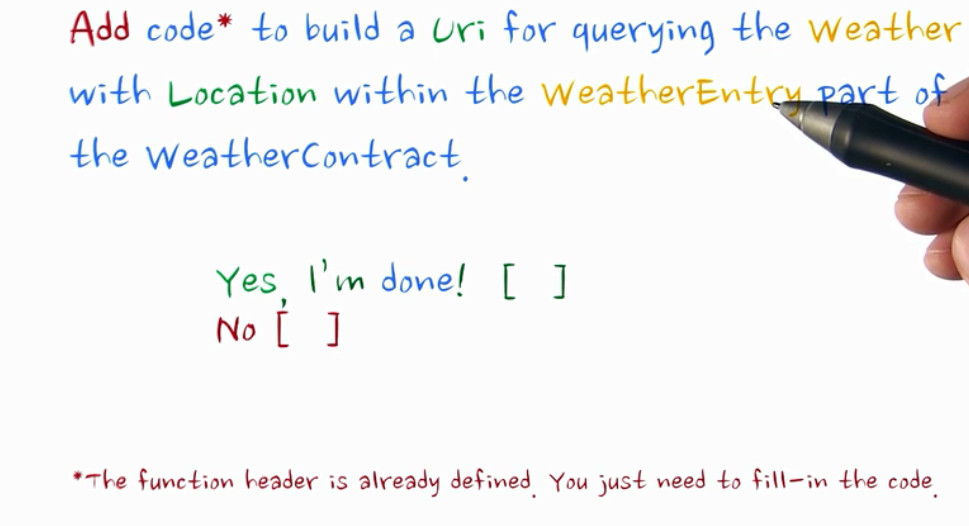 Add code* to build a Uri for querying the Weather
with Location within the WeatherEntry part of
the WeatherContract.
Yes, I'm done! [ ]
No [ ]
*The function header is already defined. You just need to fill-in the code.